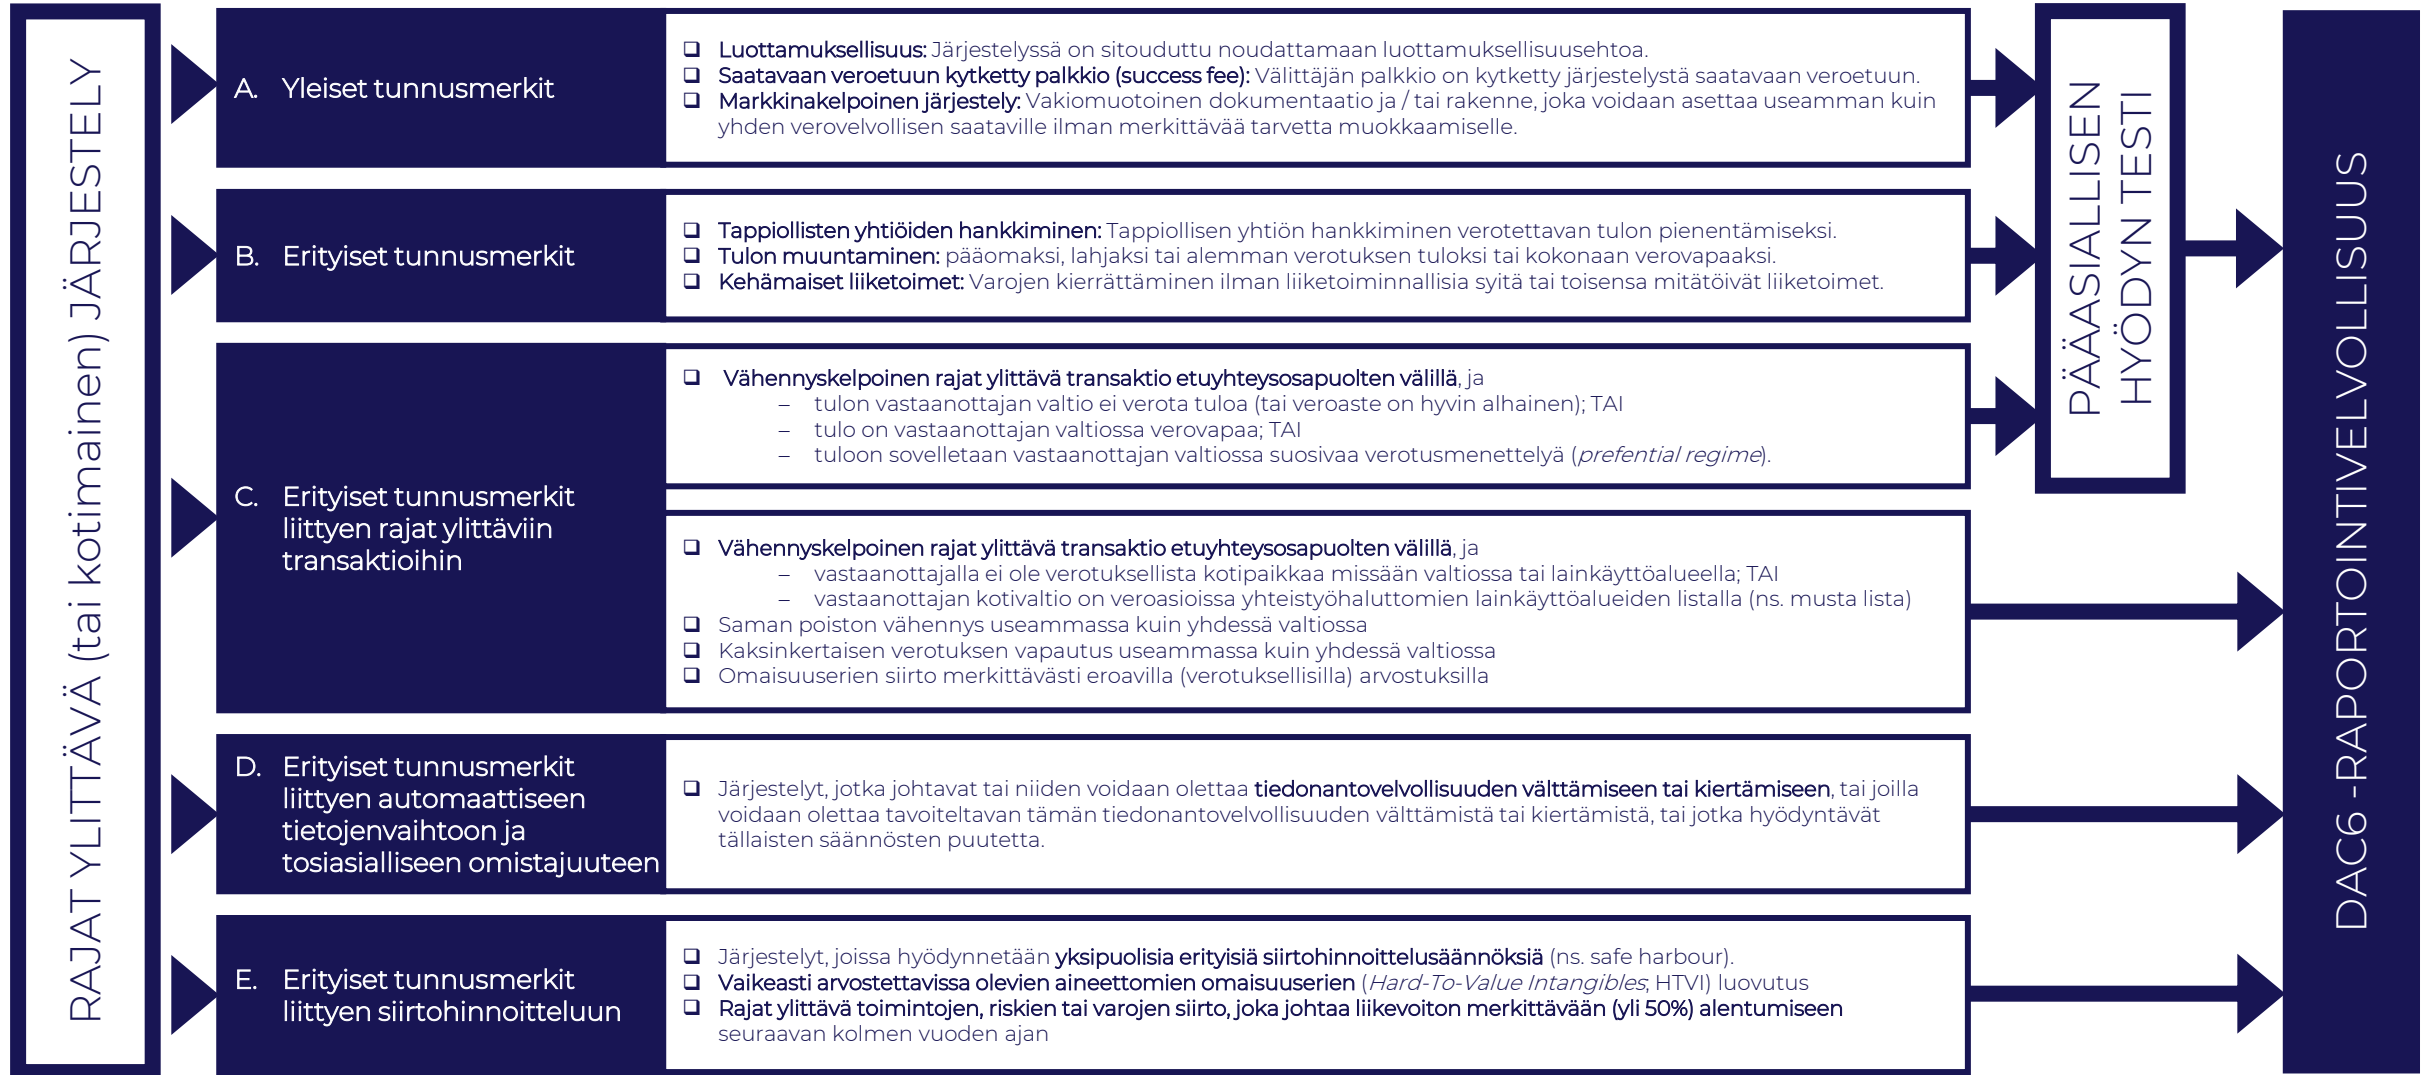 RAJAT YLITTÄVÄ (tai kotimainen) JÄRJESTELY
A. Yleiset tunnusmerkit
❑ Luottamuksellisuus: Järjestelyssä on sitouduttu noudattamaan luottamuksellisuusehtoa.
❑ Saatavaan veroetuun kytketty palkkio (success fee): Välittäjän palkkio on kytketty järjestelystä saatavaan veroetuun.
❑ Markkinakelpoinen järjestely: Vakiomuotoinen dokumentaatio ja / tai rakenne, joka voidaan asettaa useamman kuin
yhden verovelvollisen saataville ilman merkittävää tarvetta muokkaamiselle.
B. Erityiset tunnusmerkit
❑ Tappiollisten yhtiöiden hankkiminen: Tappiollisen yhtiön hankkiminen verotettavan tulon pienentämiseksi.
❑ Tulon muuntaminen: pääomaksi, lahjaksi tai alemman verotuksen tuloksi tai kokonaan verovapaaksi.
❑ Kehämaiset liiketoimet: Varojen kierrättäminen ilman liiketoiminnallisia syitä tai toisensa mitätöivät liiketoimet.
C. Erityiset tunnusmerkit
liittyen rajat ylittäviin
transaktioihin
❑ Vähennyskelpoinen rajat ylittävä transaktio etuyhteysosapuolten välillä, ja
– tulon vastaanottajan valtio ei verota tuloa (tai veroaste on hyvin alhainen); TAI
– tulo on vastaanottajan valtiossa verovapaa; TAI
– tuloon sovelletaan vastaanottajan valtiossa suosivaa verotusmenettelyä (prefential regime).
❑ Vähennyskelpoinen rajat ylittävä transaktio etuyhteysosapuolten välillä, ja
– vastaanottajalla ei ole verotuksellista kotipaikkaa missään valtiossa tai lainkäyttöalueella; TAI
– vastaanottajan kotivaltio on veroasioissa yhteistyöhaluttomien lainkäyttöalueiden listalla (ns. musta lista)
❑ Saman poiston vähennys useammassa kuin yhdessä valtiossa
❑ Kaksinkertaisen verotuksen vapautus useammassa kuin yhdessä valtiossa
❑ Omaisuuserien siirto merkittävästi eroavilla (verotuksellisilla) arvostuksilla
D. Erityiset tunnusmerkit
liittyen automaattiseen
tietojenvaihtoon ja
tosiasialliseen omistajuuteen
❑ Järjestelyt, jotka johtavat tai niiden voidaan olettaa tiedonantovelvollisuuden välttämiseen tai kiertämiseen, tai joilla
voidaan olettaa tavoiteltavan tämän tiedonantovelvollisuuden välttämistä tai kiertämistä, tai jotka hyödyntävät
tällaisten säännösten puutetta.
E. Erityiset tunnusmerkit
liittyen siirtohinnoitteluun
❑ Järjestelyt, joissa hyödynnetään yksipuolisia erityisiä siirtohinnoittelusäännöksiä (ns. safe harbour).
❑ Vaikeasti arvostettavissa olevien aineettomien omaisuuserien (Hard-To-Value Intangibles; HTVI) luovutus
❑ Rajat ylittävä toimintojen, riskien tai varojen siirto, joka johtaa liikevoiton merkittävään (yli 50%) alentumiseen
seuraavan kolmen vuoden ajan
PÄÄASIALLISEN
HYÖDYN TESTI
DAC6 -RAPORTOINTIVELVOLLISUUS